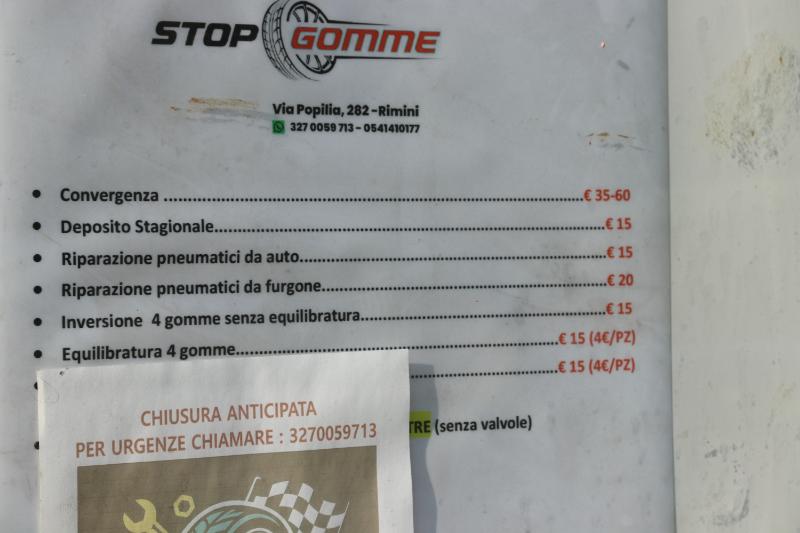 STOP GOMME
Via Popilia, 282 - Rimini
327 0059 713 - 0541410177
• Convergenza ........................................................................................€ 35-60
• Deposito Stagionale.....................................................................................€ 15
• Riparazione pneumatici da auto.................................................................€ 15
• Riparazione pneumatici da furgone............................................................€ 20
• Inversione 4 gomme senza equilibratura.....................................................€ 15
• Equilibratura 4 gomme......................................................................€ 15 (4€/PZ)
..............................€ 15 (4€/PZ)
TRE (senza valvole)
CHIUSURA ANTICIPATA
PER URGENZE CHIAMARE : 3270059713